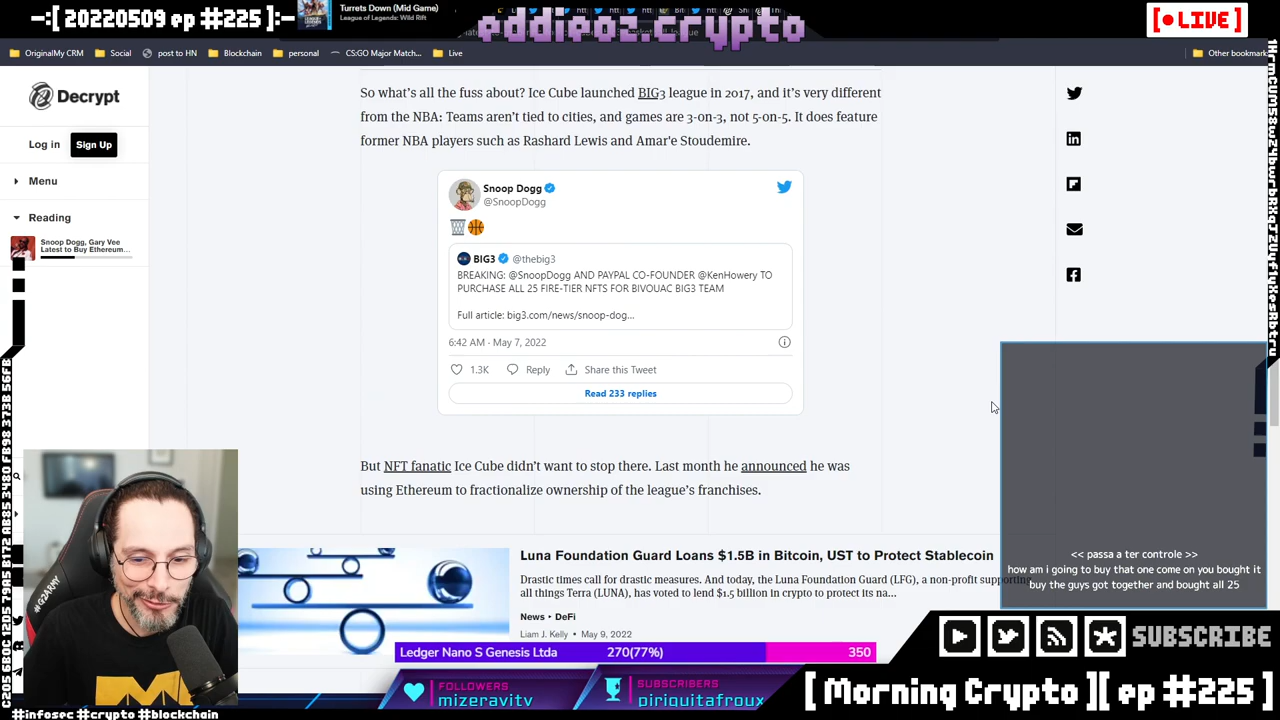 -:[ 20220509 ep #225 ]:-
Turrets Down (Mid Game)
League of Legends: Wild Rift
eddieoz.crypto
[ LIVE ]
OriginalMy CRM
Social
post to HN
Blockchain
personal
CS:GO Major Match...
Live
Other bookmark
Decrypt
Log in
Sign Up
Menu
Reading
Snoop Dogg, Gary Vee
Latest to Buy Ethereum...
So what's all the fuss about? Ice Cube launched BIG3 league in 2017, and it's very different
from the NBA: Teams aren't tied to cities, and games are 3-on-3, not 5-on-5. It does feature
former NBA players such as Rashard Lewis and Amar'e Stoudemire.
Snoop Dogg
@SnoopDogg
BIG3 @thebig3
BREAKING: @SnoopDogg AND PAYPAL CO-FOUNDER @KenHowery TO
PURCHASE ALL 25 FIRE-TIER NFTS FOR BIVOUAC BIG3 TEAM
Full article: big3.com/news/snoop-dog...
6:42 AM · May 7, 2022
1.3K
Reply
Share this Tweet
Read 233 replies
But NFT fanatic Ice Cube didn't want to stop there. Last month he announced he was
using Ethereum to fractionalize ownership of the league's franchises.
Luna Foundation Guard Loans $1.5B in Bitcoin, UST to Protect Stablecoin
Drastic times call for drastic measures. And today, the Luna Foundation Guard (LFG), a non-profit supporting
all things Terra (LUNA), has voted to lend $1.5 billion in crypto to protect its na...
News • DeFi
Liam J. Kelly • May 9, 2022
<< passa a ter controle >>
how am i going to buy that one come on you bought it
buy the guys got together and bought all 25
Ledger Nano S Genesis Ltda
270(77%)
350
SUBSCRIBE
FOLLOWERS
mizeravitv
SUBSCRIBERS
piriguitafroux
[ Morning Crypto ][ ep #225 ]
#infosec #crypto #blockchain